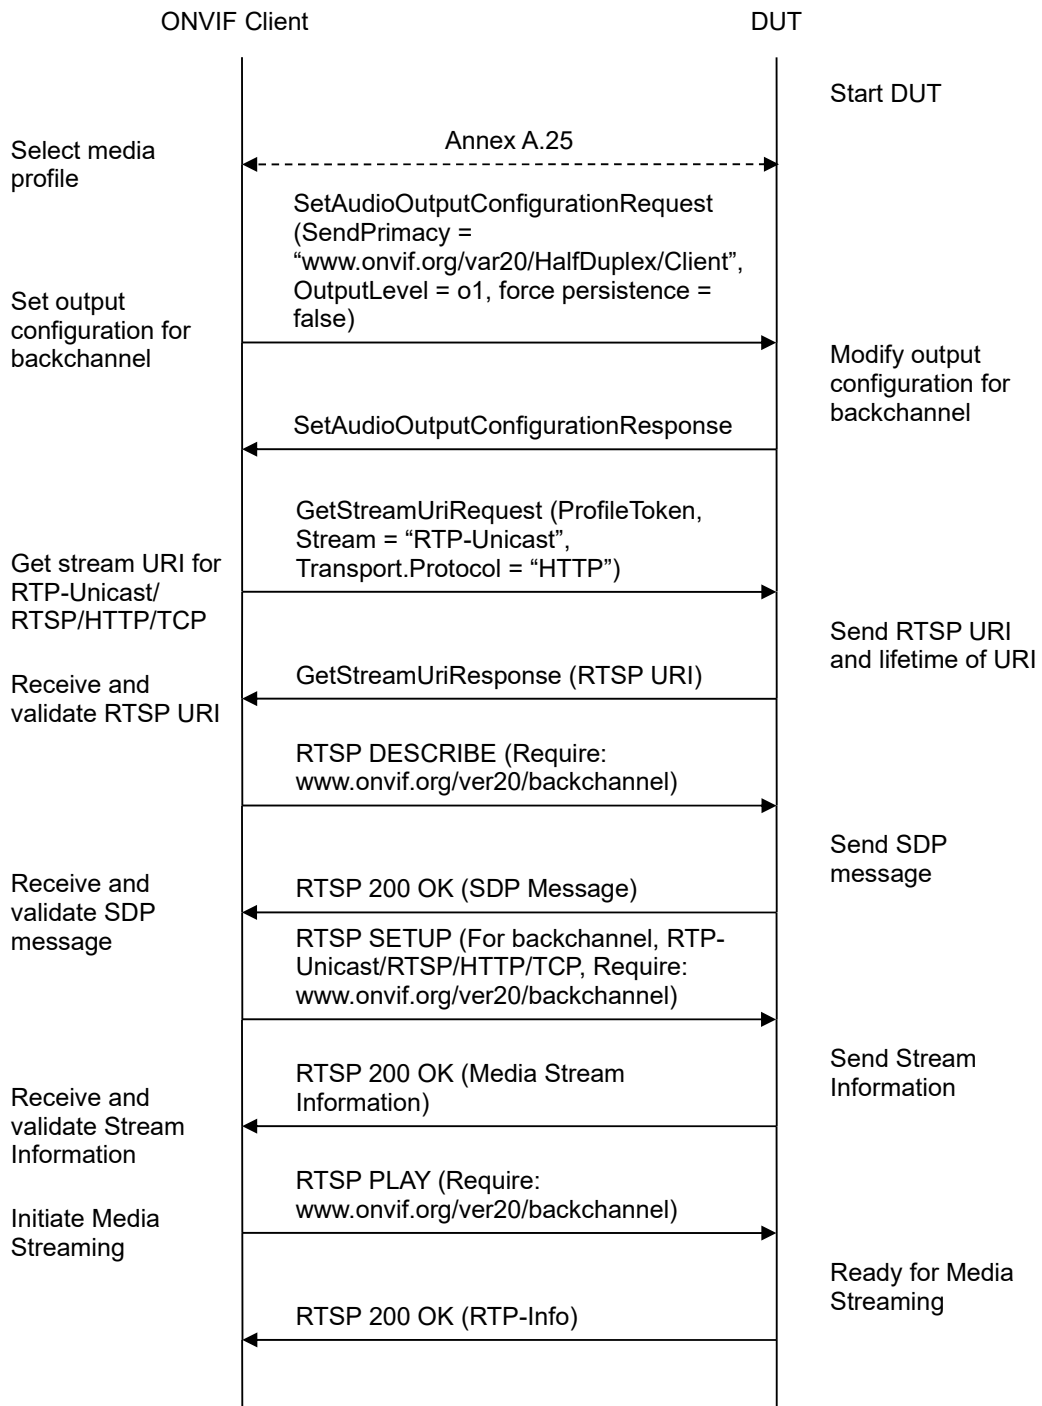 ONVIF Client
DUT
Start DUT
Annex A.25
Select media
profile
SetAudioOutputConfigurationRequest
(SendPrimacy =
“www.onvif.org/var20/HalfDuplex/Client”,
OutputLevel = o1, force persistence =
false)
Set output
configuration for
backchannel
Modify output
configuration for
backchannel
SetAudioOutputConfigurationResponse
GetStreamUriRequest (ProfileToken,
Stream = “RTP-Unicast”,
Transport.Protocol = “HTTP”)
Get stream URI for
RTP-Unicast/
RTSP/HTTP/TCP
Send RTSP URI
and lifetime of URI
GetStreamUriResponse (RTSP URI)
Receive and
validate RTSP URI
RTSP DESCRIBE (Require:
www.onvif.org/ver20/backchannel)
Send SDP
message
RTSP 200 OK (SDP Message)
Receive and
validate SDP
message
RTSP SETUP (For backchannel, RTP-
Unicast/RTSP/HTTP/TCP, Require:
www.onvif.org/ver20/backchannel)
Send Stream
Information
RTSP 200 OK (Media Stream
Information)
Receive and
validate Stream
Information
RTSP PLAY (Require:
www.onvif.org/ver20/backchannel)
Initiate Media
Streaming
Ready for Media
Streaming
RTSP 200 OK (RTP-Info)